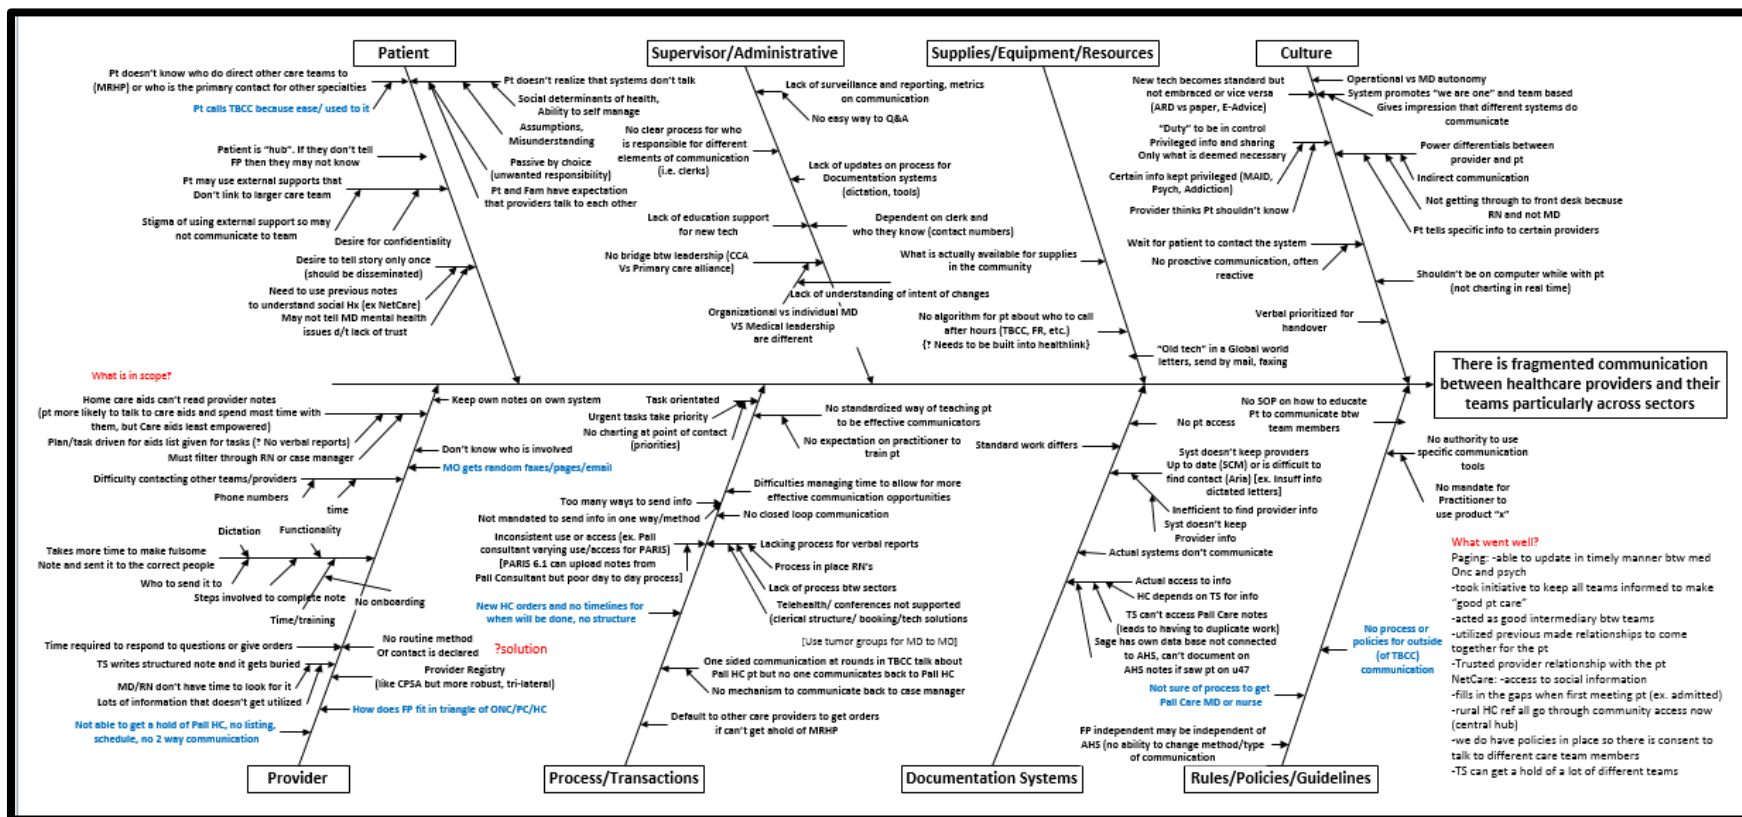 Patient
Pt doesn't know who do direct other care teams to
(MRHP) or who is the primary contact for other specialties
Pt calls TBCC because ease/ used to it
Pt doesn't realize that systems don't talk
Social determinants of health,
Ability to self manage
Assumptions,
Misunderstanding
Passive by choice
(unwanted responsibility)
Pt and Fam have expectation
that providers talk to each other
Patient is "hub". If they don't tell
FP then they may not know
Pt may use external supports that
Don't link to larger care team
Stigma of using external support so may
not communicate to team
Desire for confidentiality
Desire to tell story only once
(should be disseminated)
Need to use previous notes
to understand social Hx (ex NetCare)
May not tell MD mental health
issues d/t lack of trust
Supervisor/Administrative
Lack of surveillance and reporting, metrics
on communication
No easy way to Q&A
No clear process for who
is responsible for different
elements of communication
(i.e. clerks)
Lack of updates on process for
Documentation systems
(dictation, tools)
Lack of education support
for new tech
Dependent on clerk and
who they know (contact numbers)
No bridge btw leadership (CCA
Vs Primary care alliance)
Lack of understanding of intent of changes
Organizational vs individual MD
VS Medical leadership
are different
Supplies/Equipment/Resources
What is actually available for supplies
in the community
No algorithm for pt about who to call
after hours (TBCC, FR, etc.)
{? Needs to be built into healthlink}
"Old tech" in a Global world
letters, send by mail, faxing
Culture
New tech becomes standard but
not embraced or vice versa
(ARD vs paper, E-Advice)
Operational vs MD autonomy
System promotes "we are one" and team based
Gives impression that different systems do
communicate
"Duty" to be in control
Privileged info and sharing
Only what is deemed necessary
Certain info kept privileged (MAID,
Psych, Addiction)
Provider thinks Pt shouldn't know
Power differentials between
provider and pt
Indirect communication
Not getting through to front desk because
RN and not MD
Pt tells specific info to certain providers
Wait for patient to contact the system
No proactive communication, often
reactive
Shouldn't be on computer while with pt
(not charting in real time)
Verbal prioritized for
handover
There is fragmented communication
between healthcare providers and their
teams particularly across sectors
What is in scope?
Home care aids can't read provider notes
(pt more likely to talk to care aids and spend most time with
them, but Care aids least empowered)
Plan/task driven for aids list given for tasks (? No verbal reports)
Must filter through RN or case manager
Keep own notes on own system
Don't know who is involved
MO gets random faxes/pages/email
Difficulty contacting other teams/providers
Phone numbers
time
Dictation
Functionality
Takes more time to make fulsome
Note and sent it to the correct people
Who to send it to
Steps involved to complete note
No onboarding
Time/training
Time required to respond to questions or give orders
No routine method
Of contact is declared
?solution
TS writes structured note and it gets buried
MD/RN don't have time to look for it
Lots of information that doesn't get utilized
Provider Registry
(like CPSA but more robust, tri-lateral)
How does FP fit in triangle of ONC/PC/HC
Not able to get a hold of Pall HC, no listing,
schedule, no 2 way communication
Provider
Task orientated
Urgent tasks take priority
No charting at point of contact
(priorities)
No standardized way of teaching pt
to be effective communicators
No expectation on practitioner to
train pt
Difficulties managing time to allow for more
effective communication opportunities
Too many ways to send info
Not mandated to send info in one way/method
No closed loop communication
Inconsistent use or access (ex. Pall
consultant varying use/access for PARIS)
[PARIS 6.1 can upload notes from
Pall Consultant but poor day to day process]
Lacking process for verbal reports
Process in place RN's
Lack of process btw sectors
Telehealth/ conferences not supported
(clerical structure/ booking/tech solutions
New HC orders and no timelines for
when will be done, no structure
[Use tumor groups for MD to MO]
One sided communication at rounds in TBCC talk about
Pall HC pt but no one communicates back to Pall HC
No mechanism to communicate back to case manager
Default to other care providers to get orders
if can't get ahold of MRHP
Process/Transactions
No pt access
Standard work differs
Syst doesn't keep providers
Up to date (SCM) or is difficult to
find contact (Aria) [ex. Insuff info
dictated letters]
Inefficient to find provider info
Syst doesn't keep
Provider info
Actual systems don't communicate
Actual access to info
HC depends on TS for info
TS can't access Pall Care notes
(leads to having to duplicate work)
Sage has own data base not connected
to AHS, can't document on
AHS notes if saw pt on u47
Documentation Systems
No SOP on how to educate
Pt to communicate btw
team members
No authority to use
specific communication
tools
No mandate for
Practitioner to
use product "x"
No process or
policies for outside
(of TBCC)
communication
Not sure of process to get
Pall Care MD or nurse
FP independent may be independent of
AHS (no ability to change method/type
of communication
Rules/Policies/Guidelines
What went well?
Paging: -able to update in timely manner btw med
Onc and psych
-took initiative to keep all teams informed to make
"good pt care"
-acted as good intermediary btw teams
-utilized previous made relationships to come
together for the pt
-Trusted provider relationship with the pt
NetCare: -access to social information
-fills in the gaps when first meeting pt (ex. admitted)
-rural HC ref all go through community access now
(central hub)
-we do have policies in place so there is consent to
talk to different care team members
-TS can get a hold of a lot of different teams